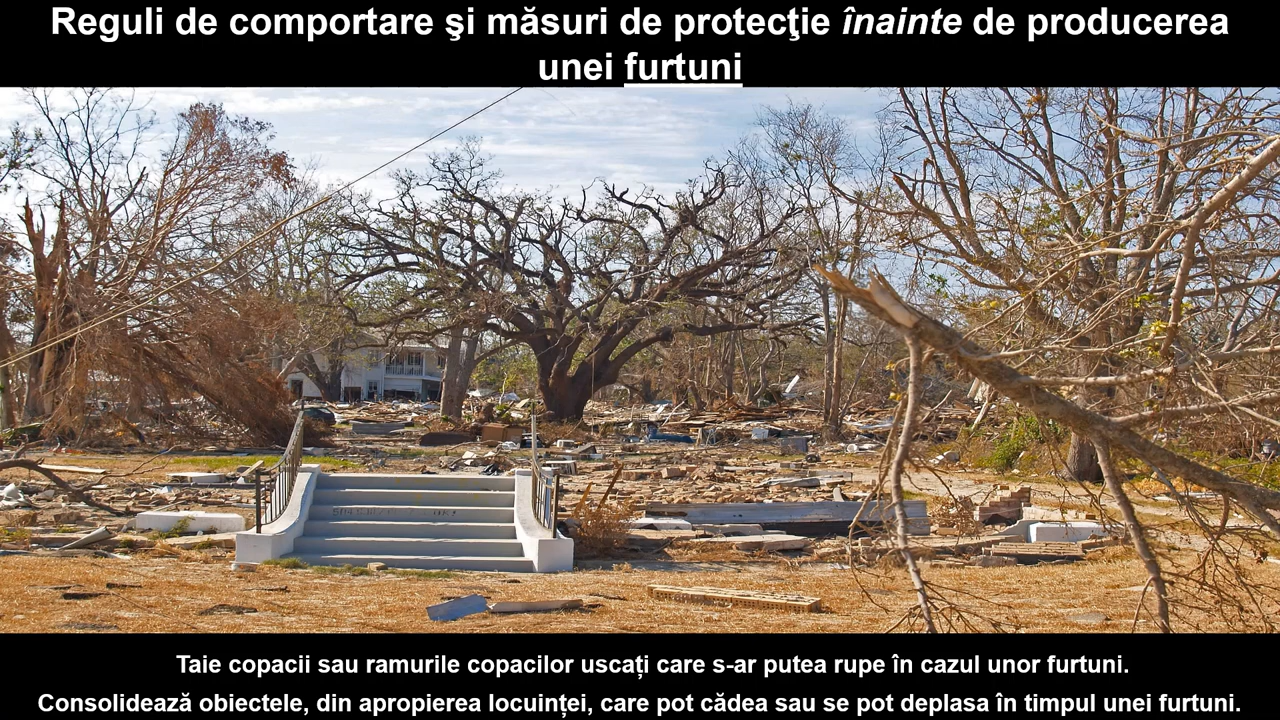 Reguli de comportare şi măsuri de protecţie înainte de producerea
unei furtuni
Taie copacii sau ramurile copacilor uscați care s-ar putea rupe în cazul unor furtuni.
Consolidează obiectele, din apropierea locuinței, care pot cădea sau se pot deplasa în timpul unei furtuni.